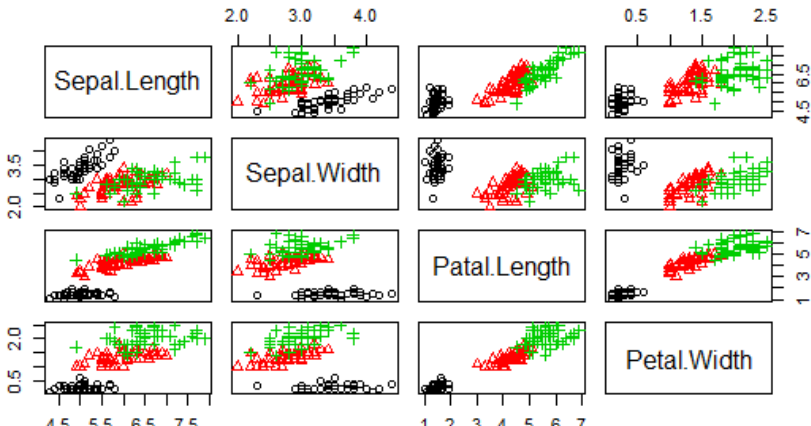 2.0 3.0 4.0 0.5 1.5 2.5
Sepal.Length
4.5 6.5
2.0 3.5
Sepal.Width
Patal.Length
1 3 5 7
0.5 2.0
Petal.Width
4.5 5.5 6.5 7.5 1 2 3 4 5 6 7